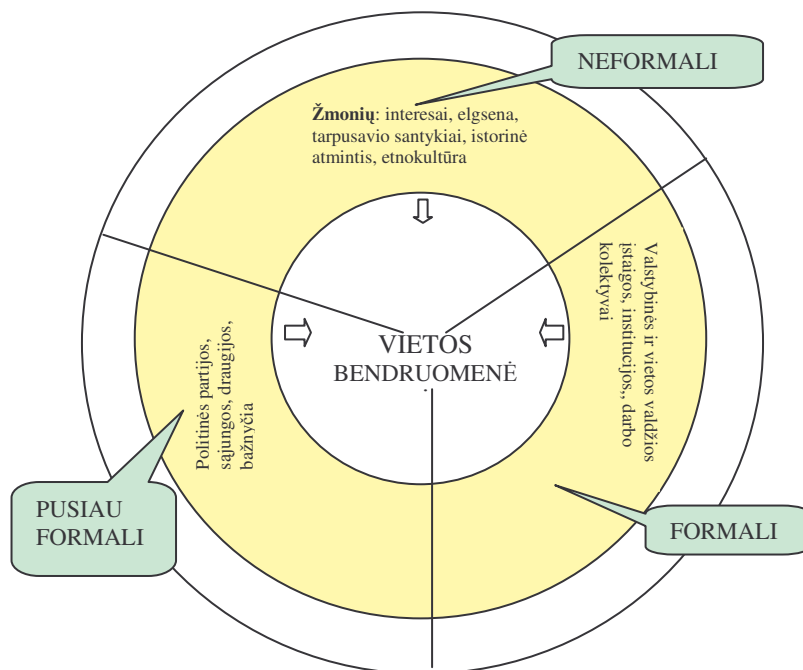 NEFORMALI
Žmonių: interesai, elgsena,
tarpusavio santykiai, istorinė
atmintis, etnokultūra
Valstybinės ir vietos valdžios
įstaigos, institucijos,, darbo
kolektyvai
VIETOS
BENDRUOMENĖ
Politinės partijos,
sąjungos, draugijos,
bažnyčia
PUSIAU
FORMALI
FORMALI